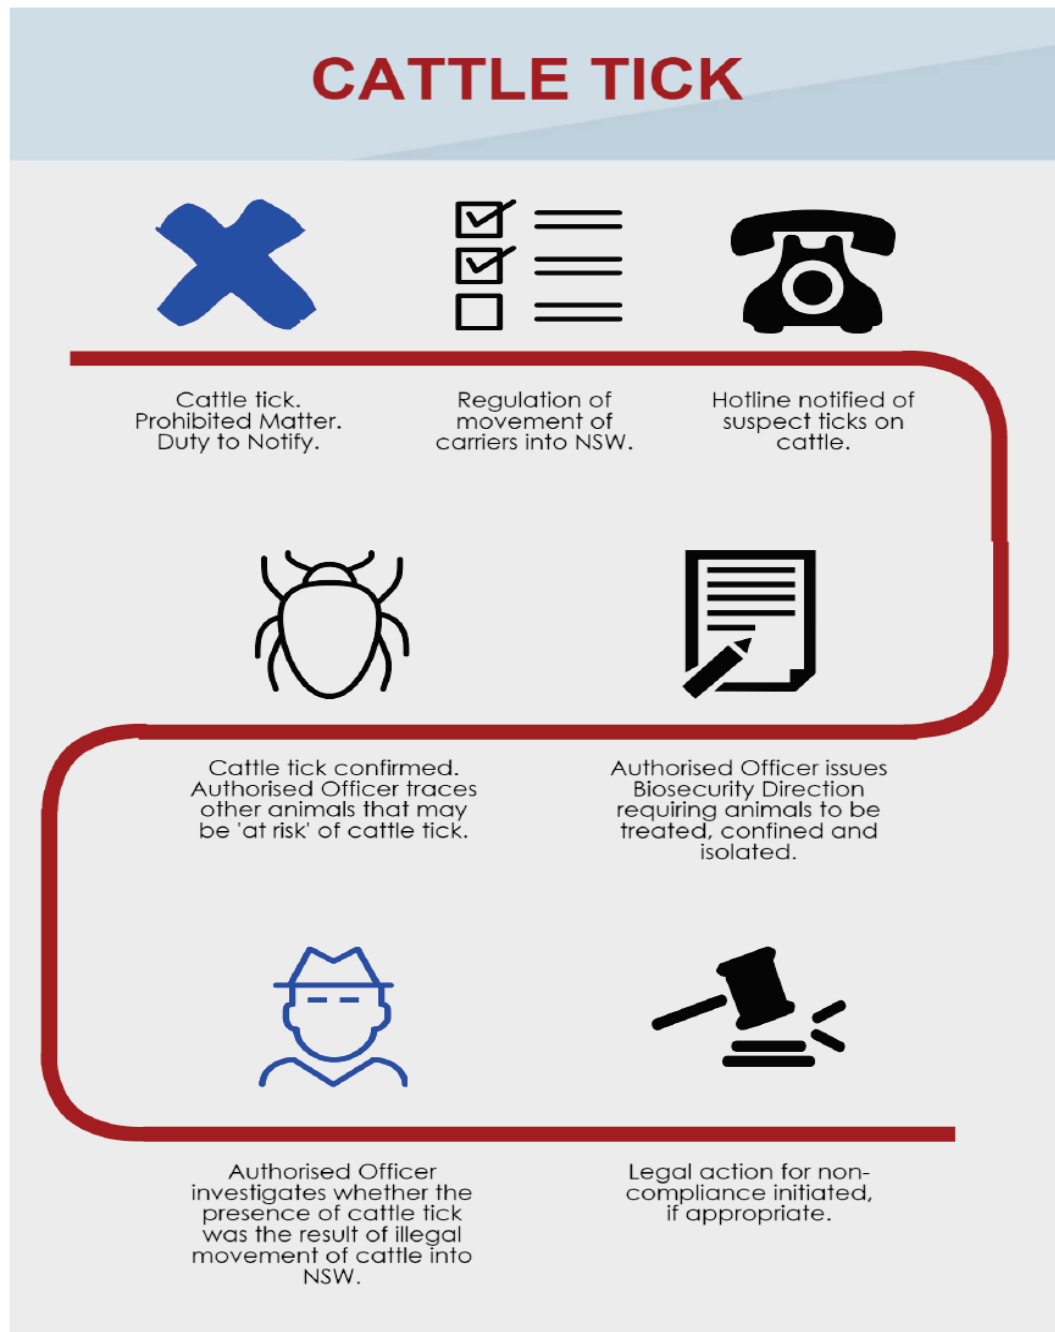 CATTLE TICK
Cattle tick.
Prohibited Matter.
Duty to Notify.
Regulation of
movement of
carriers into NSW.
Hotline notified of
suspect ticks on
cattle.
Cattle tick confirmed.
Authorised Officer traces
other animals that may
be 'at risk' of cattle tick.
Authorised Officer issues
Biosecurity Direction
requiring animals to be
treated, confined and
isolated.
Authorised Officer
investigates whether the
presence of cattle tick
was the result of illegal
movement of cattle into
NSW.
Legal action for non-
compliance initiated,
if appropriate.